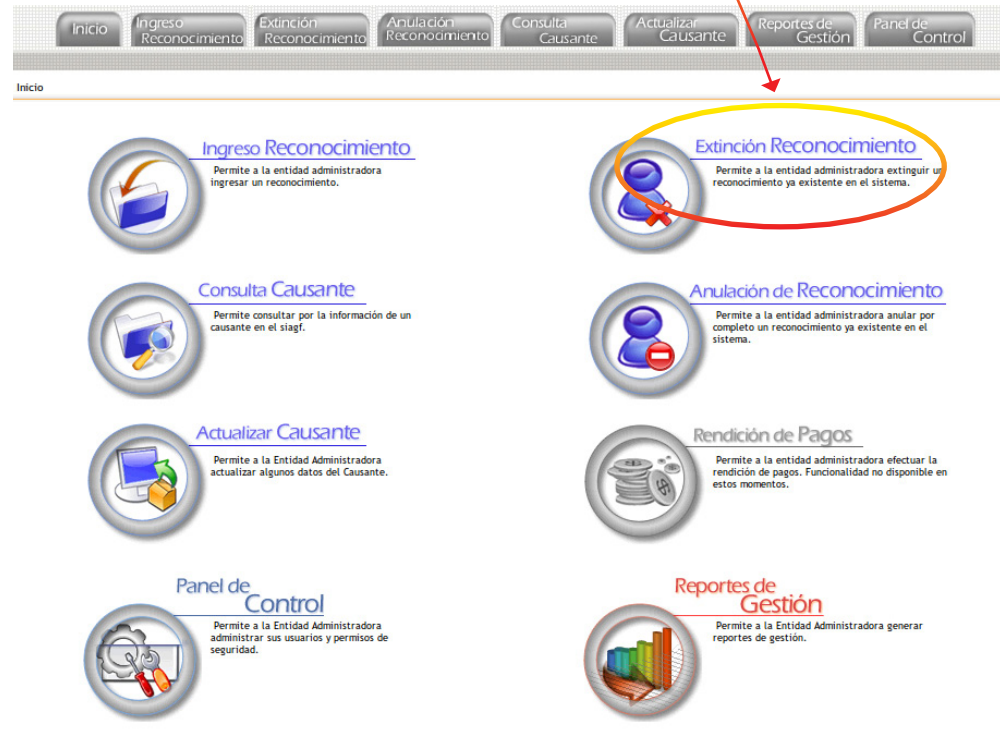 Inicio
Ingreso
Reconocimiento
Extinción
Reconocimiento
Anulación
Reconocimiento
Consulta
Causante
Actualizar
Causante
Reportes de
Gestión
Panel de
Control
Inicio
Ingreso Reconocimiento
Permite a la entidad administradora
ingresar un reconocimiento.
Extinción Reconocimiento
Permite a la entidad administradora extinguir un
reconocimiento ya existente en el sistema.
Consulta Causante
Permite consultar por la información de un
causante en el siagf.
Anulación de Reconocimiento
Permite a la entidad administradora anular por
completo un reconocimiento ya existente en el
sistema.
Actualizar Causante
Permite a la Entidad Administradora
actualizar algunos datos del Causante.
Rendición de Pagos
Permite a la entidad administradora efectuar la
rendición de pagos. Funcionalidad no disponible en
estos momentos.
Panel de
Control
Permite a la Entidad Administradora
administrar sus usuarios y permisos de
seguridad.
Reportes de
Gestión
Permite a la Entidad Administradora generar
reportes de gestión.